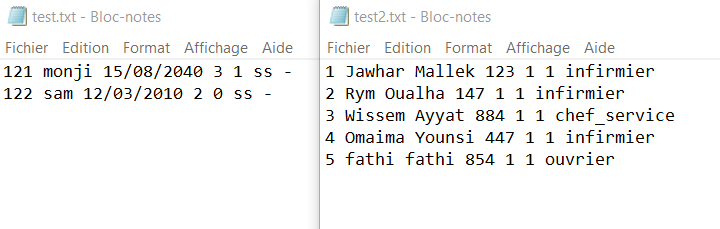 test.txt - Bloc-notes
Fichier Edition Format Affichage Aide
121 monji 15/08/2040 3 1 ss -
122 sam 12/03/2010 2 0 ss -
test2.txt - Bloc-notes
Fichier Edition Format Affichage Aide
1 Jawhar Mallek 123 1 1 infirmier
2 Rym Oualha 147 1 1 infirmier
3 Wissem Ayyat 884 1 1 chef_service
4 Omaima Younsi 447 1 1 infirmier
5 fathi fathi 854 1 1 ouvrier